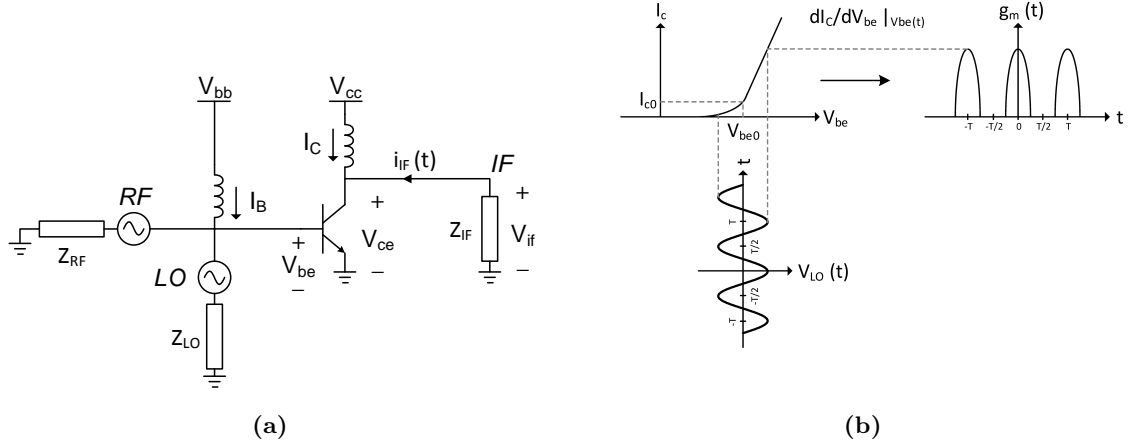 V_bb
V_cc
I_C
i_IF (t)
IF
RF
I_B
+
+
Z_RF
+
V_be
−
V_ce
−
Z_IF
V_if
−
LO
Z_LO
(a)
I_c
dI_C/dV_be |_Vbe(t)
g_m (t)
I_c0
V_be0
V_be
-T
-T/2
0
T/2
T
t
t
T
T/2
V_LO (t)
-T/2
-T
(b)